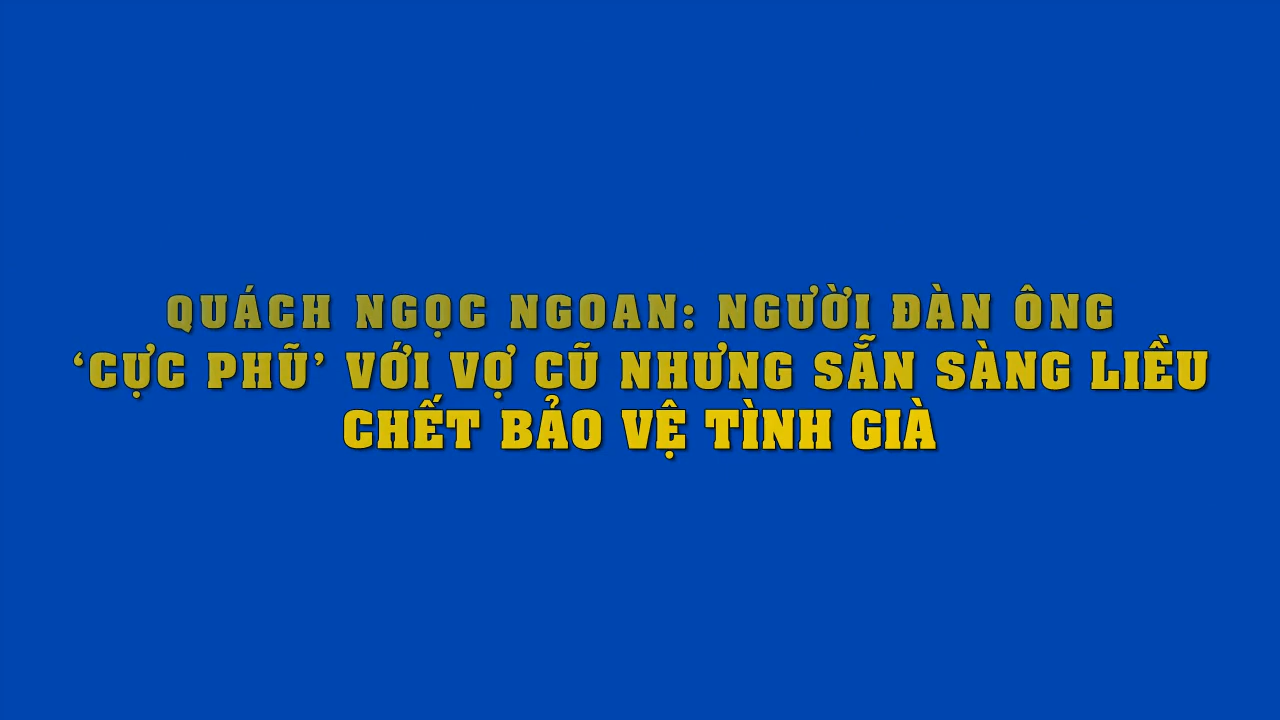 QUÁCH NGỌC NGOAN: NGƯỜI ĐÀN ÔNG
‘CỰC PHŨ’ VỚI VỢ CŨ NHƯNG SẴN SÀNG LIỀU
CHẾT BẢO VỆ TÌNH GIÀ